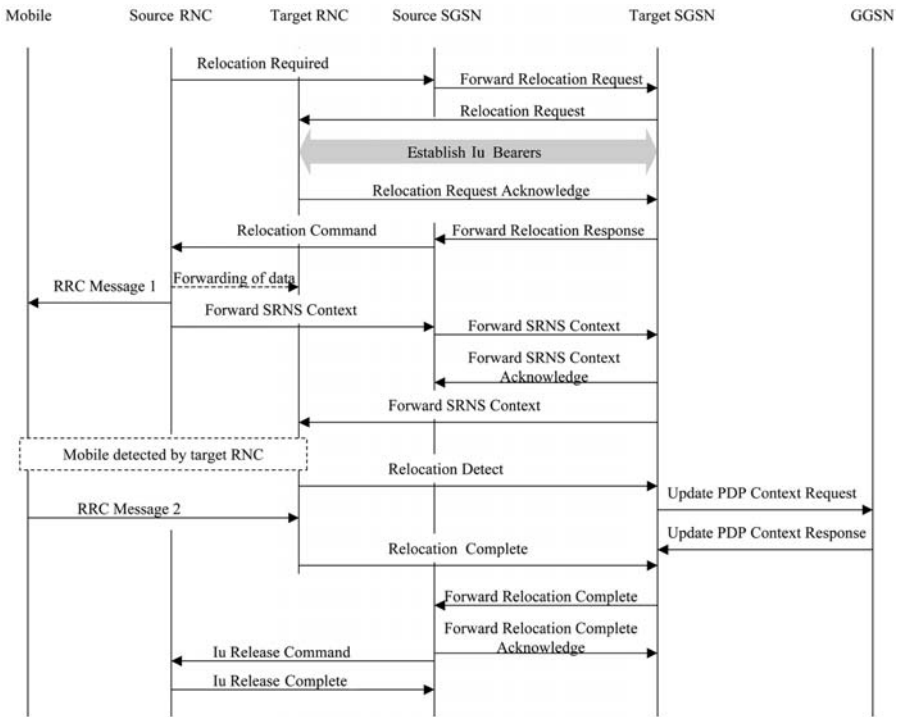 Mobile Source RNC Target RNC Source SGSN Target SGSN GGSN
Relocation Required
Forward Relocation Request
Relocation Request
Establish Iu Bearers
Relocation Request Acknowledge
Relocation Command
Forward Relocation Response
Forwarding of data
RRC Message 1
Forward SRNS Context
Forward SRNS Context
Forward SRNS Context
Acknowledge
Forward SRNS Context
Mobile detected by target RNC
Relocation Detect
Update PDP Context Request
RRC Message 2
Update PDP Context Response
Relocation Complete
Forward Relocation Complete
Forward Relocation Complete
Acknowledge
Iu Release Command
Iu Release Complete